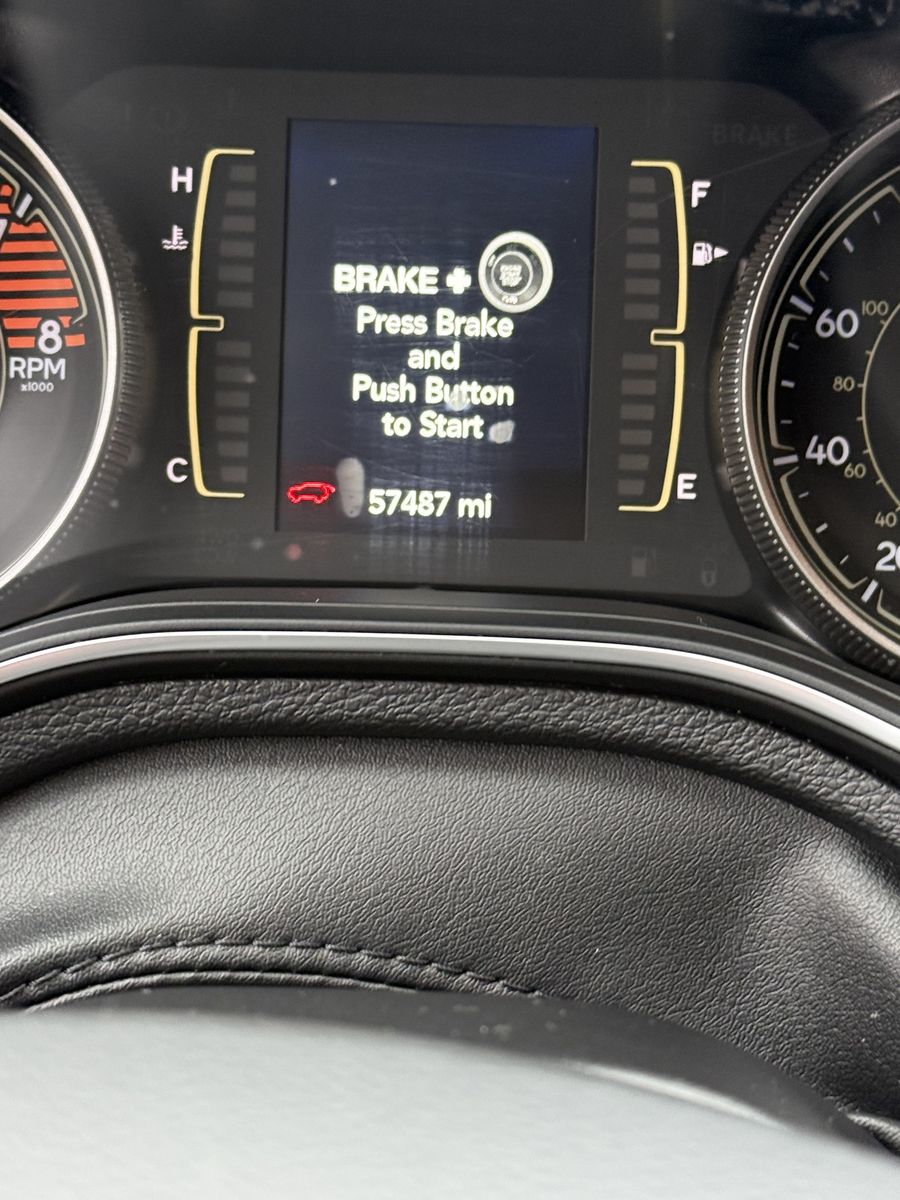 BRAKE
H
F
BRAKE +
Press Brake
and
Push Button
to Start
C
E
57487 mi
8
RPM
x1000
60
100
80
40
60
40
20